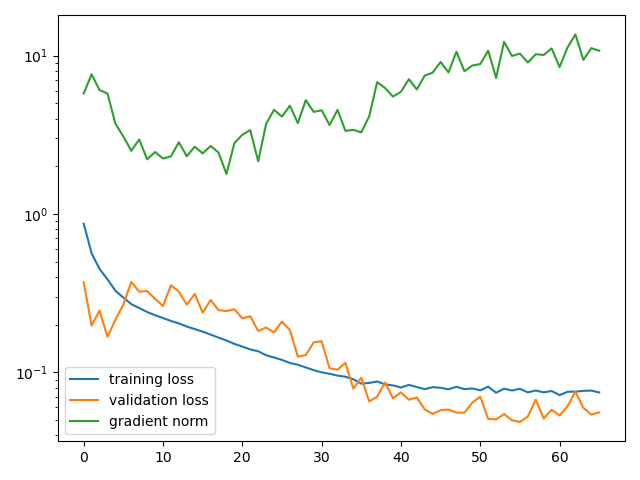 10¹
10⁰
10⁻¹
training loss
validation loss
gradient norm
0 10 20 30 40 50 60